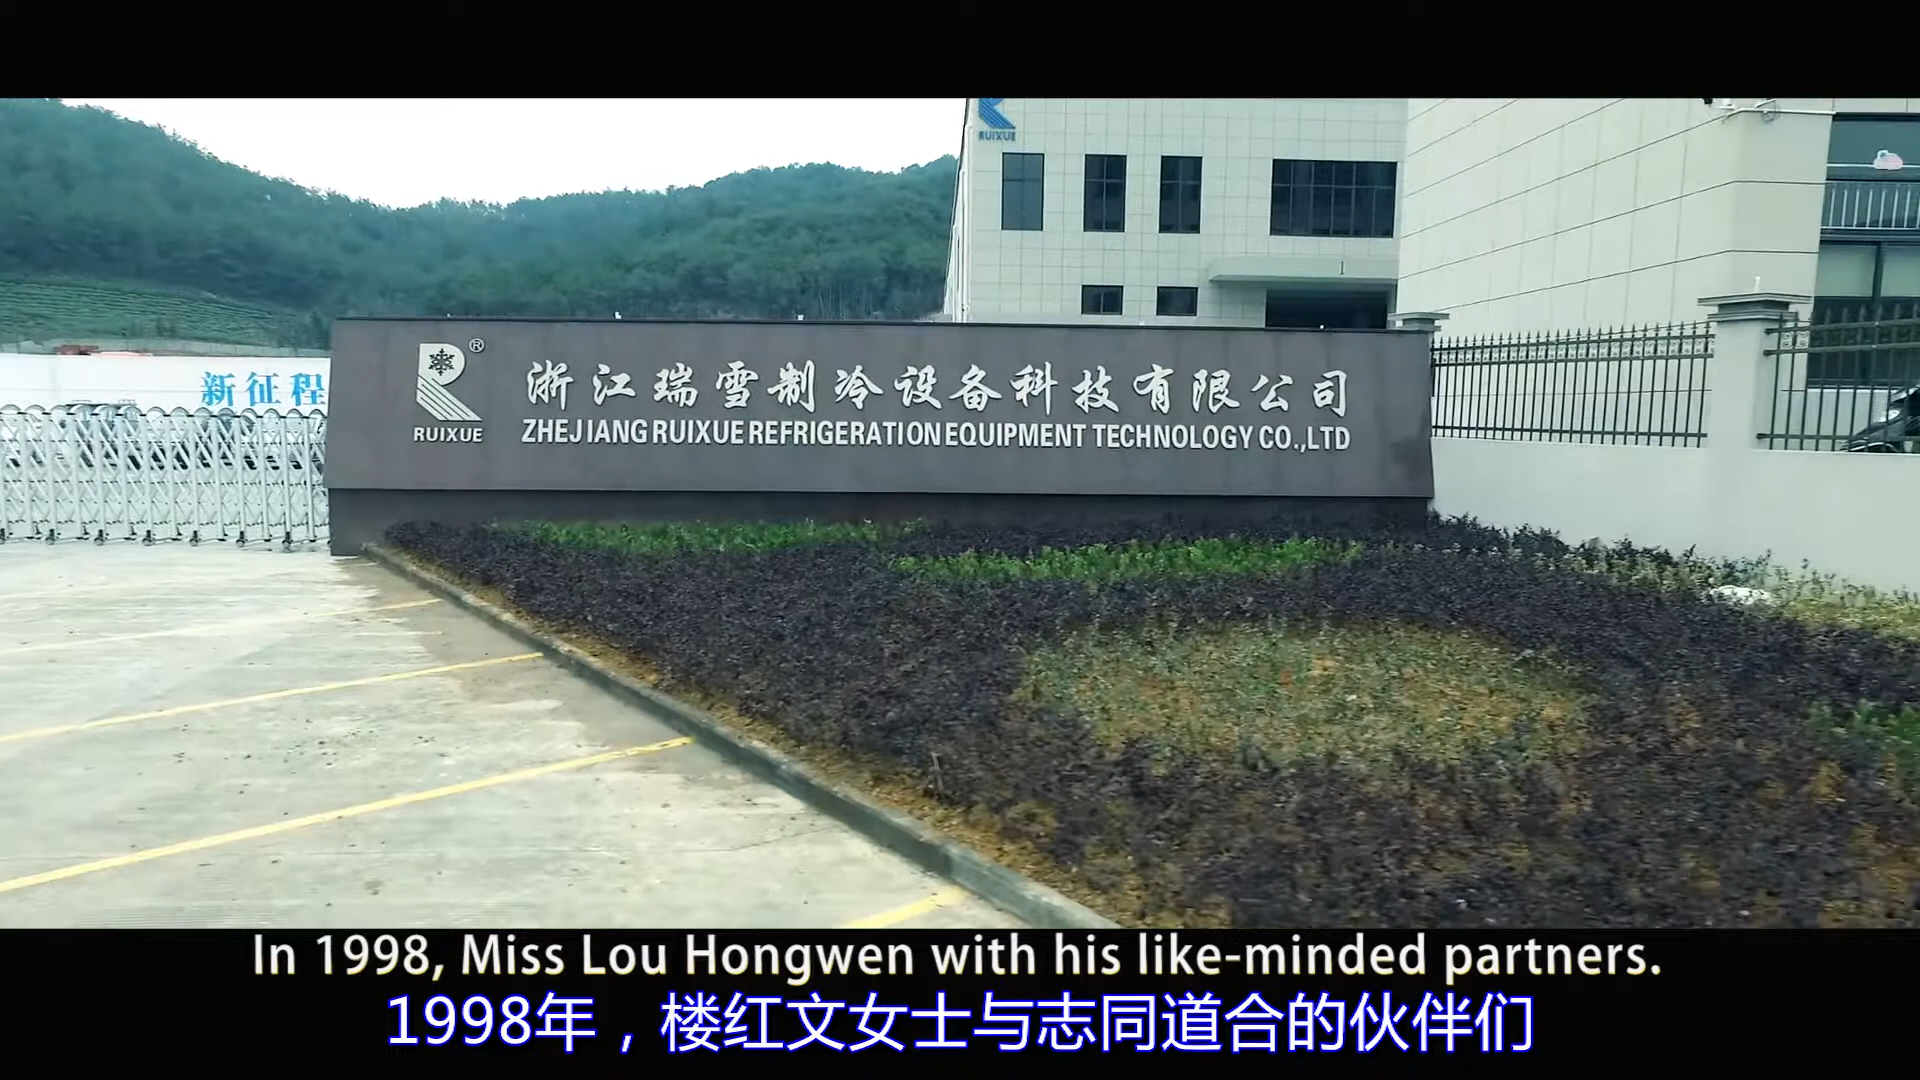 RUIXUE
新征程
RUIXUE
®
浙江瑞雪制冷设备科技有限公司
ZHEJIANG RUIXUE REFRIGERATION EQUIPMENT TECHNOLOGY CO.,LTD
In 1998, Miss Lou Hongwen with his like-minded partners.
1998年，楼红文女士与志同道合的伙伴们